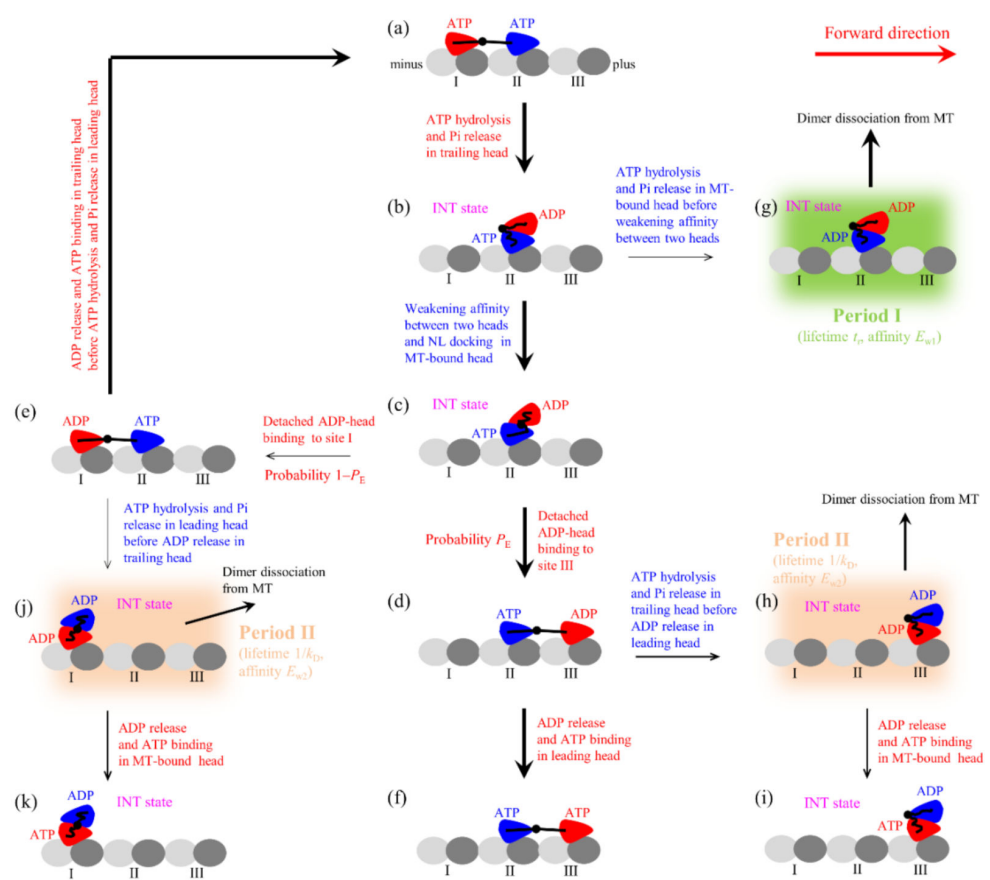 (a)
ATP
ATP
minus
plus
I
II
III
Forward direction
ATP hydrolysis
and Pi release
in trailing head
ADP release and ATP binding in trailing head
before ATP hydrolysis and Pi release in leading head
(b)
INT state
ADP
ATP
I
II
III
ATP hydrolysis
and Pi release in MT-
bound head before
weakening affinity
between two heads
Dimer dissociation from MT
(g)
INT state
ADP
ADP
I
II
III
Period I
(lifetime tr, affinity Ew1)
Weakening affinity
between two heads
and NL docking in
MT-bound head
(c)
INT state
ADP
ATP
I
II
III
Detached ADP-head
binding to site I
Probability 1–PE
(e)
ADP
ATP
I
II
III
ATP hydrolysis and Pi
release in leading head
before ADP release in
trailing head
Probability PE
Detached
ADP-head
binding to
site III
(d)
ATP
ADP
I
II
III
ATP hydrolysis
and Pi release in
trailing head before
ADP release in
leading head
Dimer dissociation from MT
Period II
(lifetime 1/kD,
affinity Ew2)
(h)
INT state
ADP
ADP
I
II
III
(j)
ADP
INT state
ADP
I
II
III
Dimer dissociation
from MT
Period II
(lifetime 1/kD,
affinity Ew2)
ADP release
and ATP binding
in MT-bound head
(k)
ADP
INT state
ATP
I
II
III
ADP release
and ATP binding
in leading head
(f)
ATP
ATP
I
II
III
ADP release
and ATP binding
in MT-bound head
(i)
INT state
ADP
ATP
I
II
III